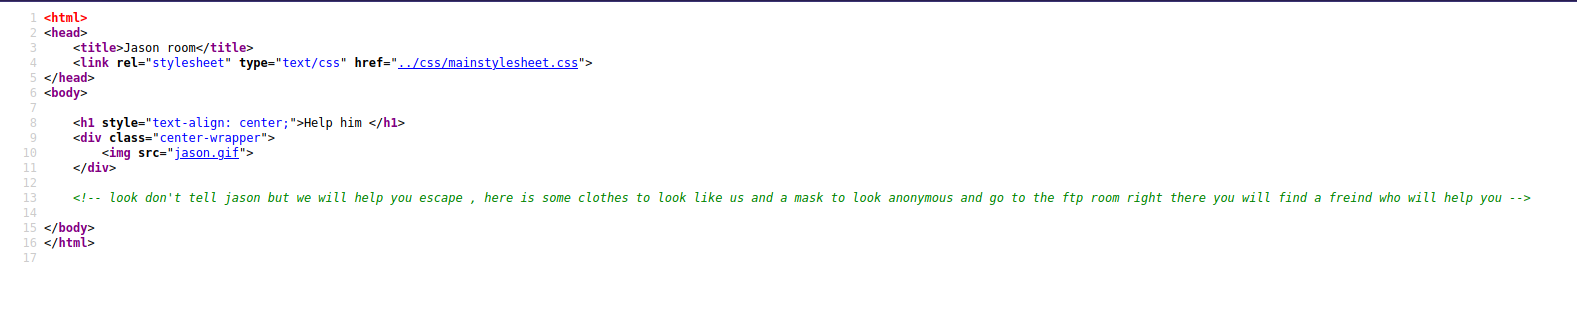 1 <html>
2 <head>
3     <title>Jason room</title>
4     <link rel="stylesheet" type="text/css" href="../css/mainstylesheet.css">
5 </head>
6 <body>
7
8     <h1 style="text-align: center;">Help him </h1>
9     <div class="center-wrapper">
10         <img src="jason.gif">
11     </div>
12
13     <!-- look don't tell jason but we will help you escape , here is some clothes to look like us and a mask to look anonymous and go to the ftp room right there you will find a freind who will help you -->
14
15 </body>
16 </html>
17